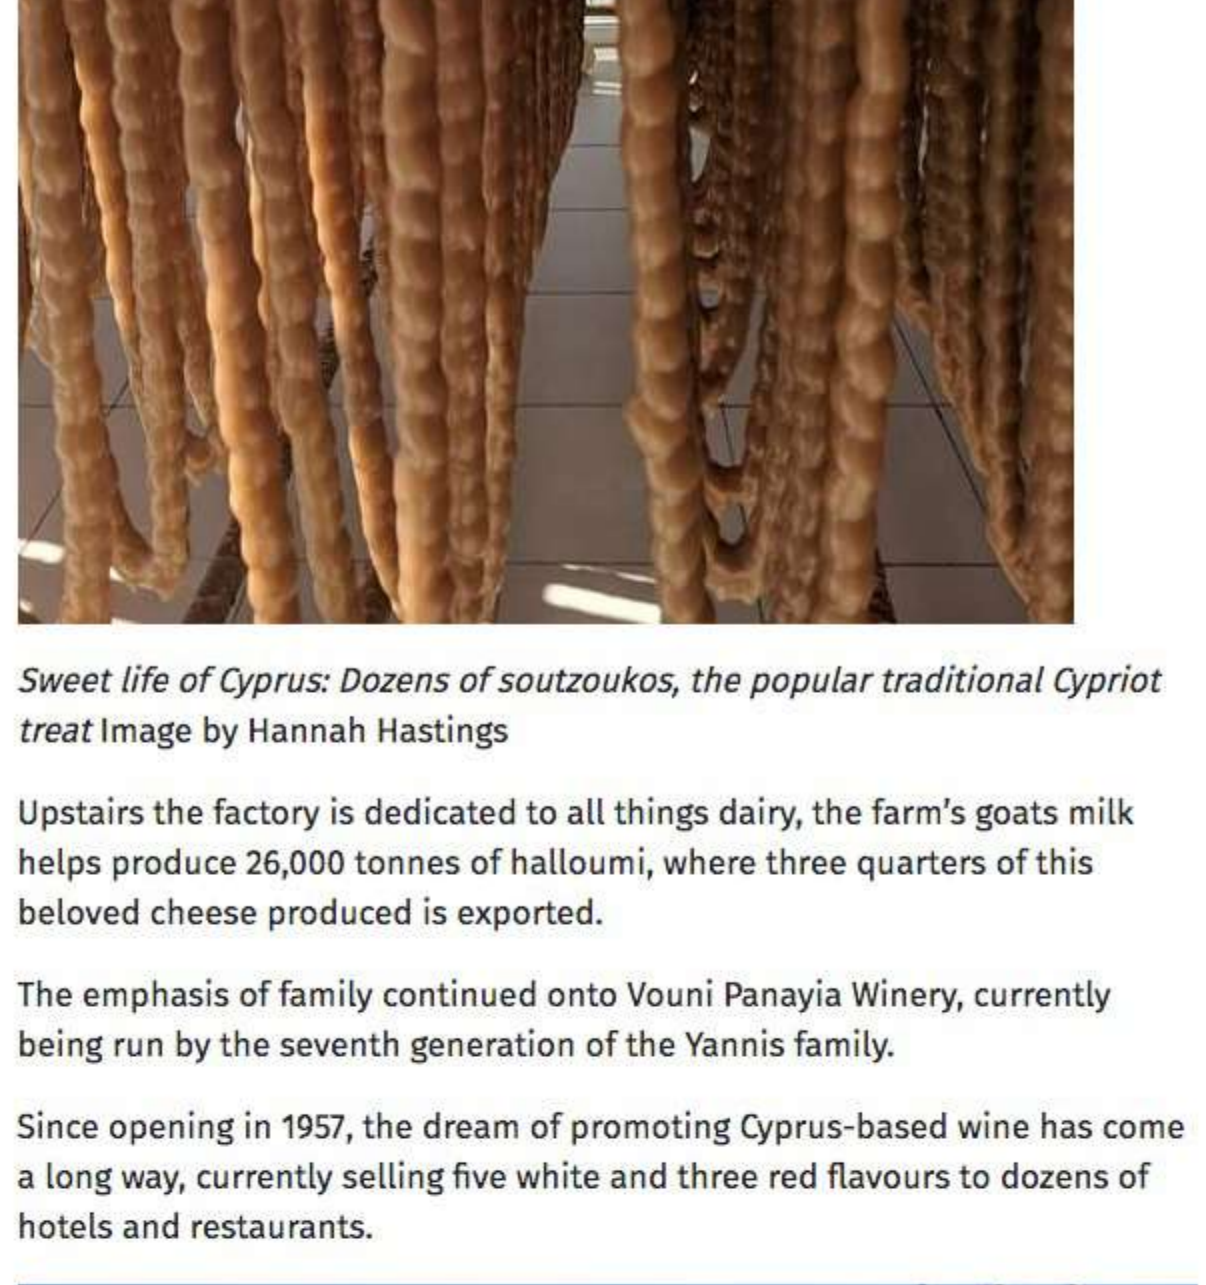 Sweet life of Cyprus: Dozens of soutzoukos, the popular traditional Cypriot
treat Image by Hannah Hastings
Upstairs the factory is dedicated to all things dairy, the farm's goats milk
helps produce 26,000 tonnes of halloumi, where three quarters of this
beloved cheese produced is exported.
The emphasis of family continued onto Vouni Panayia Winery, currently
being run by the seventh generation of the Yannis family.
Since opening in 1957, the dream of promoting Cyprus-based wine has come
a long way, currently selling five white and three red flavours to dozens of
hotels and restaurants.